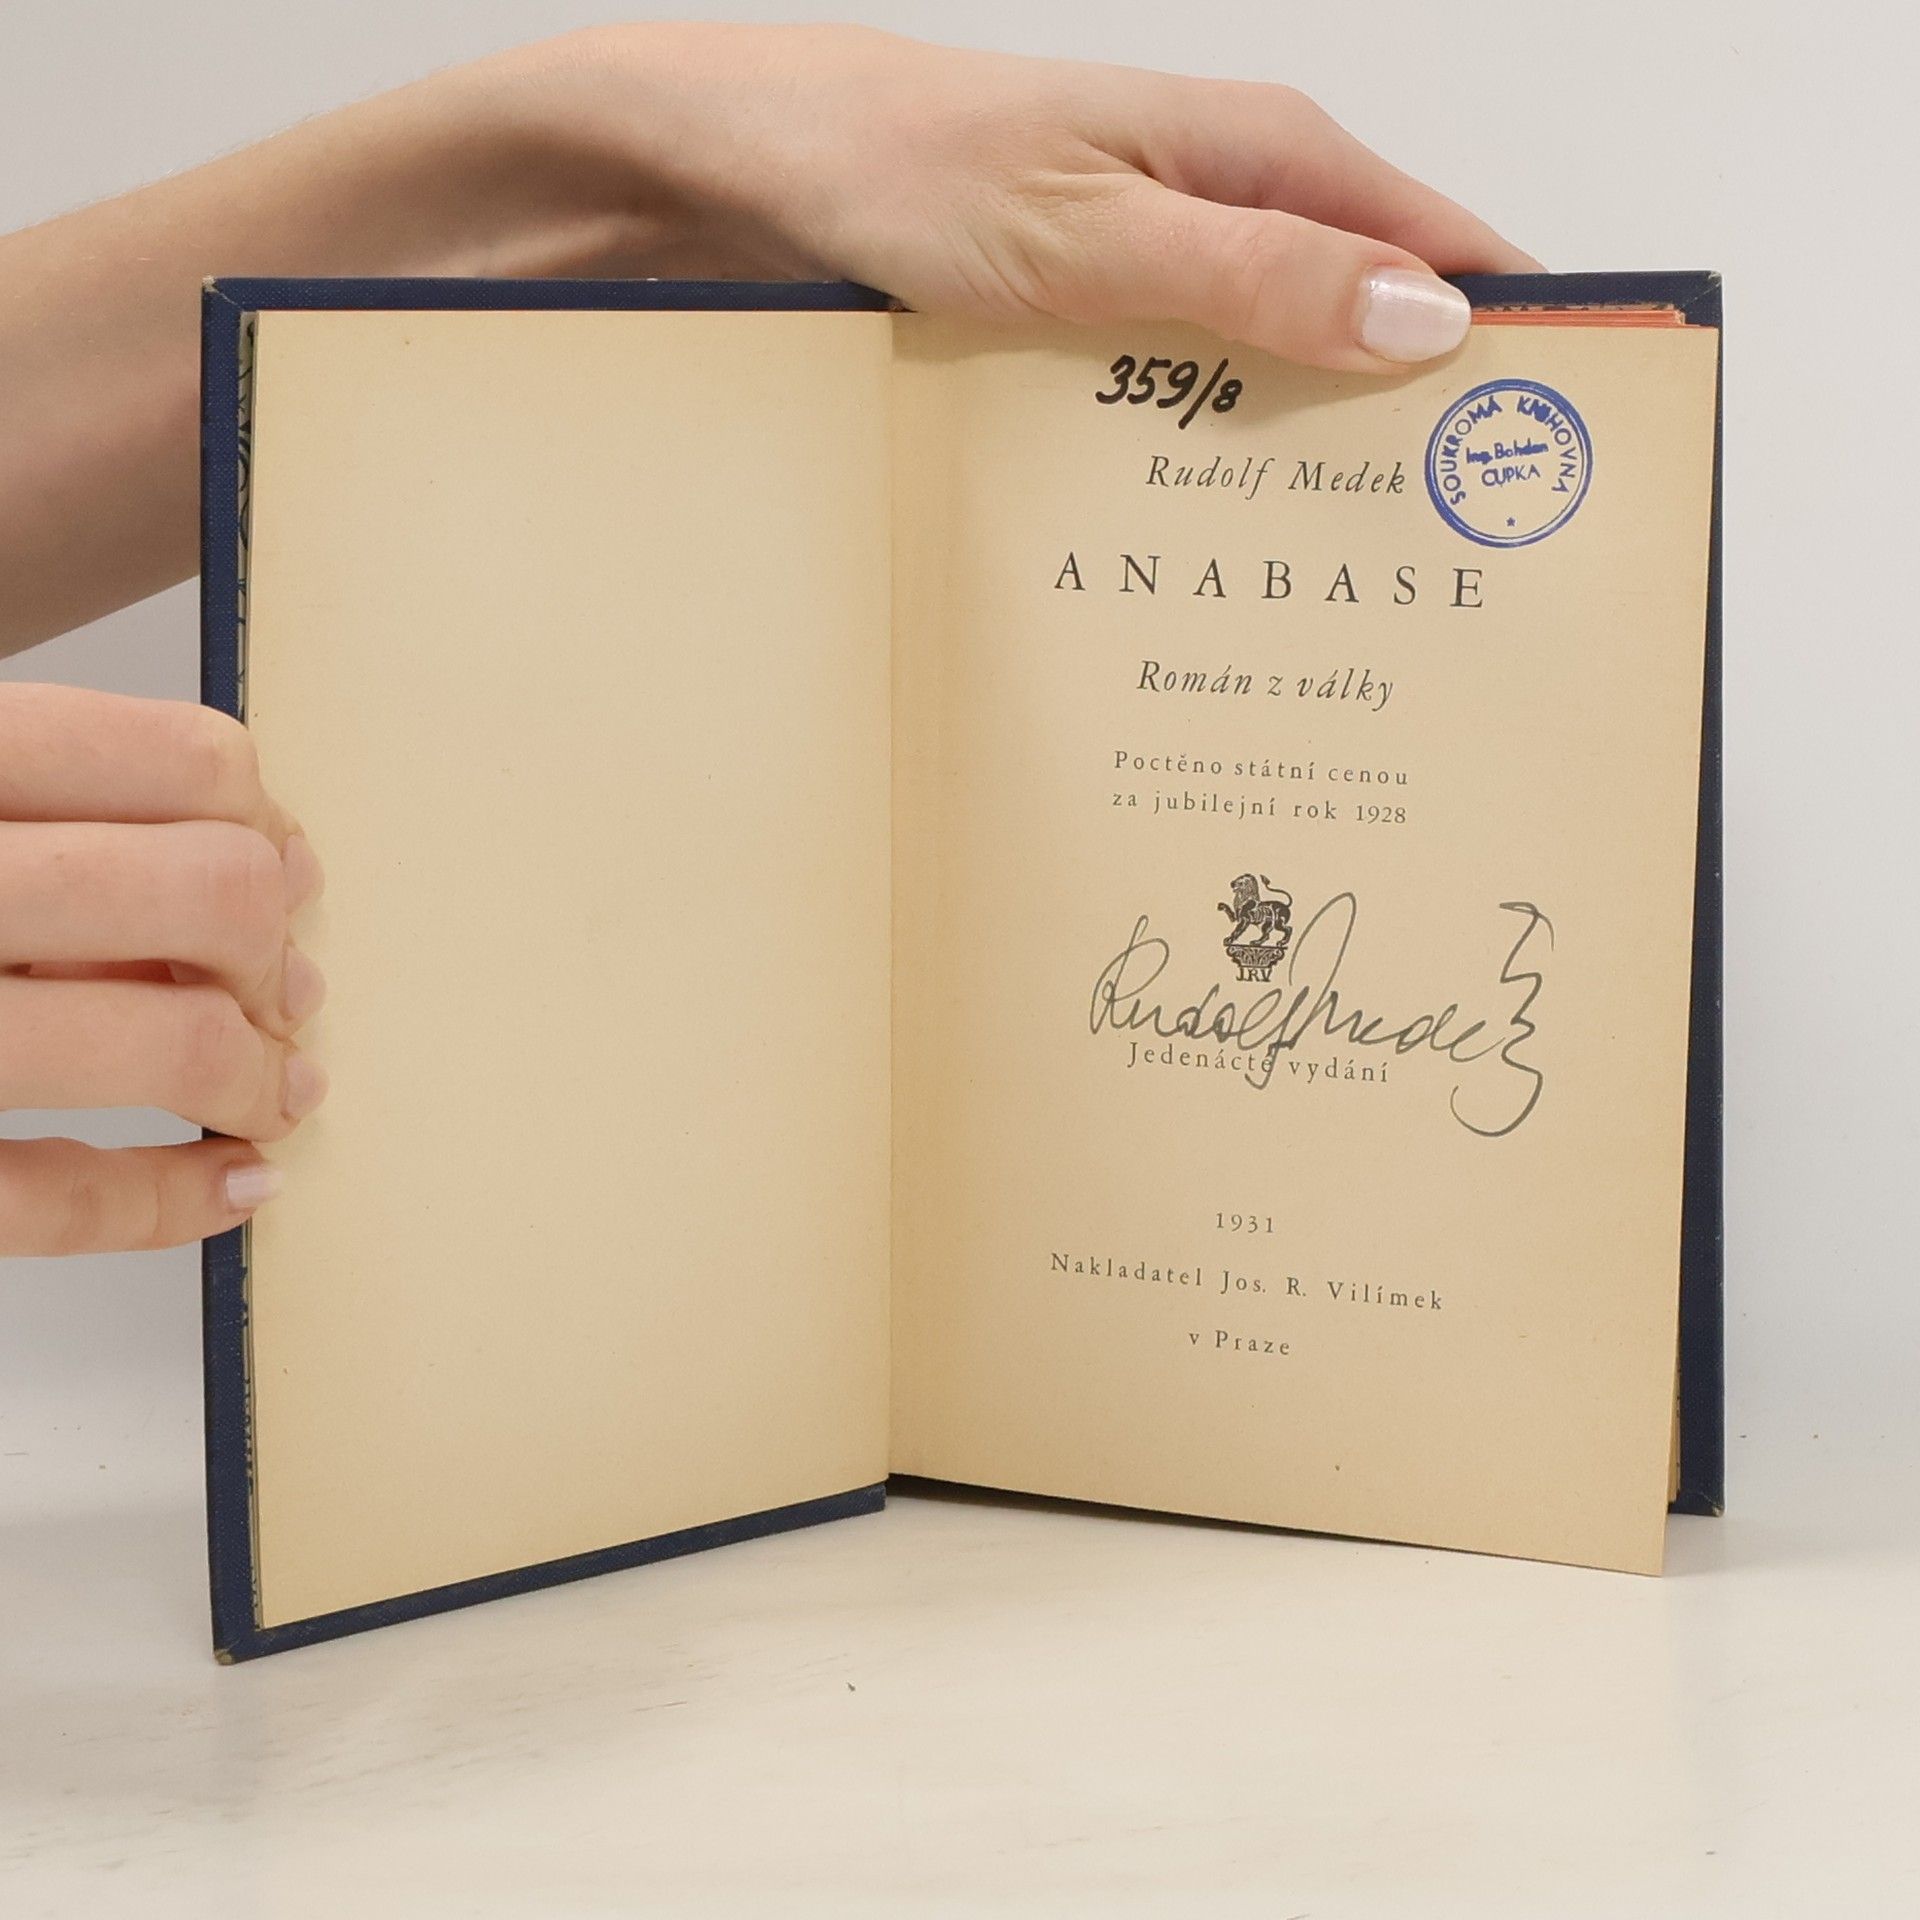 359/8
Rudolf Medek
SOUKROMÁ KNIHOVNA
Ing. Bohdan
CUPKA
ANABASE
Román z války
Poctěno státní cenou
za jubilejní rok 1928
J.R.V
Rudolf Medek
Jedenácté vydání
1931
Nakladatel Jos. R. Vilímek
v Praze